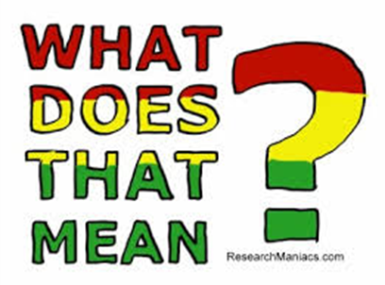 WHAT
DOES
THAT
MEAN
?
ResearchManiacs.com